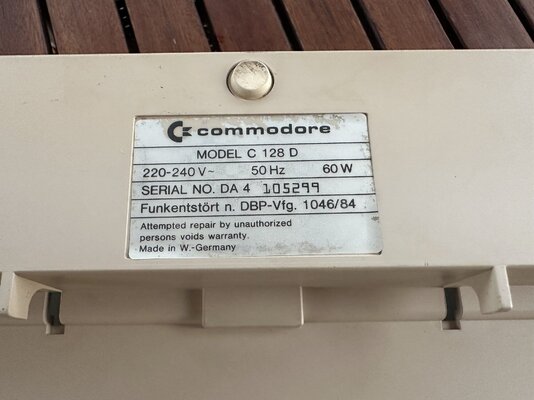 commodore
MODEL C 128 D
220-240 V~ 50 Hz 60 W
SERIAL NO. DA 4 105299
Funkentstört n. DBP-Vfg. 1046/84
Attempted repair by unauthorized
persons voids warranty.
Made in W.-Germany